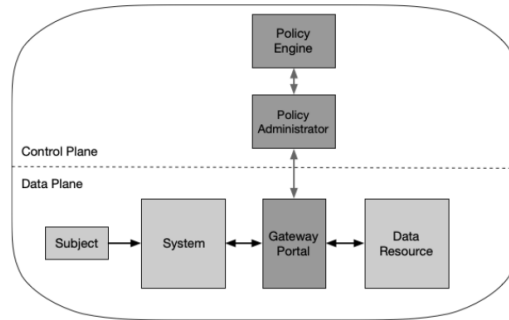 Policy
Engine
Policy
Administrator
Control Plane
Data Plane
Subject
System
Gateway
Portal
Data
Resource